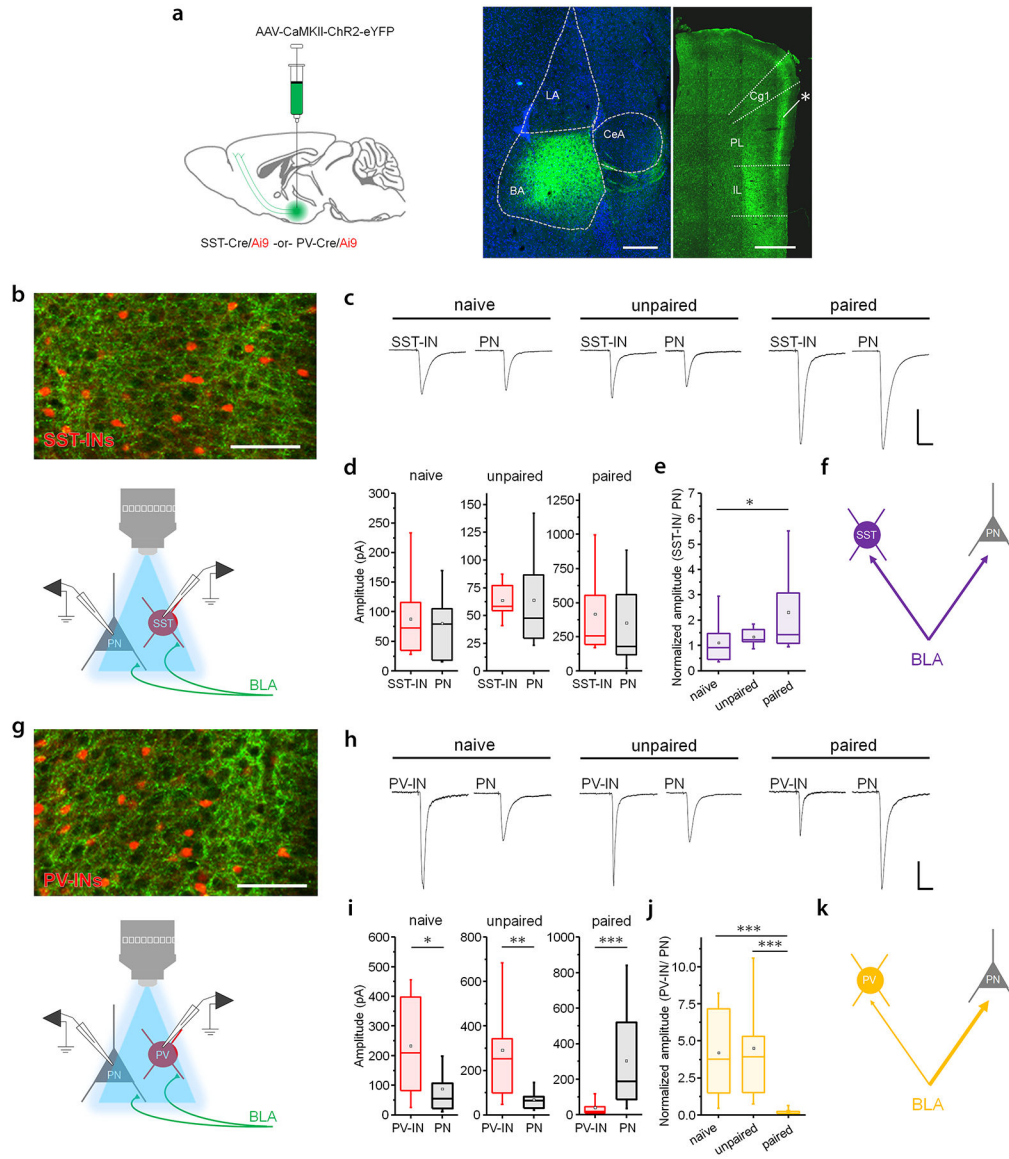 a
AAV-CaMKII-ChR2-eYFP
SST-Cre/Ai9 -or- PV-Cre/Ai9
LA
CeA
BA
Cg1
*
PL
IL
b
SST-INs
PN
SST
BLA
c
naive
unpaired
paired
SST-IN
PN
SST-IN
PN
SST-IN
PN
d
naive
unpaired
paired
Amplitude (pA)
300
250
200
150
100
50
0
150
125
100
75
50
25
0
1250
1000
750
500
250
0
SST-IN PN
SST-IN PN
SST-IN PN
e
Normalized amplitude (SST-IN/ PN)
7
6
5
4
3
2
1
0
*
naïve
unpaired
paired
f
SST
PN
BLA
g
PV-INs
PN
PV
BLA
h
naive
unpaired
paired
PV-IN
PN
PV-IN
PN
PV-IN
PN
i
naive
unpaired
paired
Amplitude (pA)
600
500
400
300
200
100
0
*
800
600
400
200
0
**
1000
800
600
400
200
0
***
PV-IN PN
PV-IN PN
PV-IN PN
j
Normalized amplitude (PV-IN/ PN)
10.0
7.5
5.0
2.5
0.0
***
***
naïve
unpaired
paired
k
PV
PN
BLA